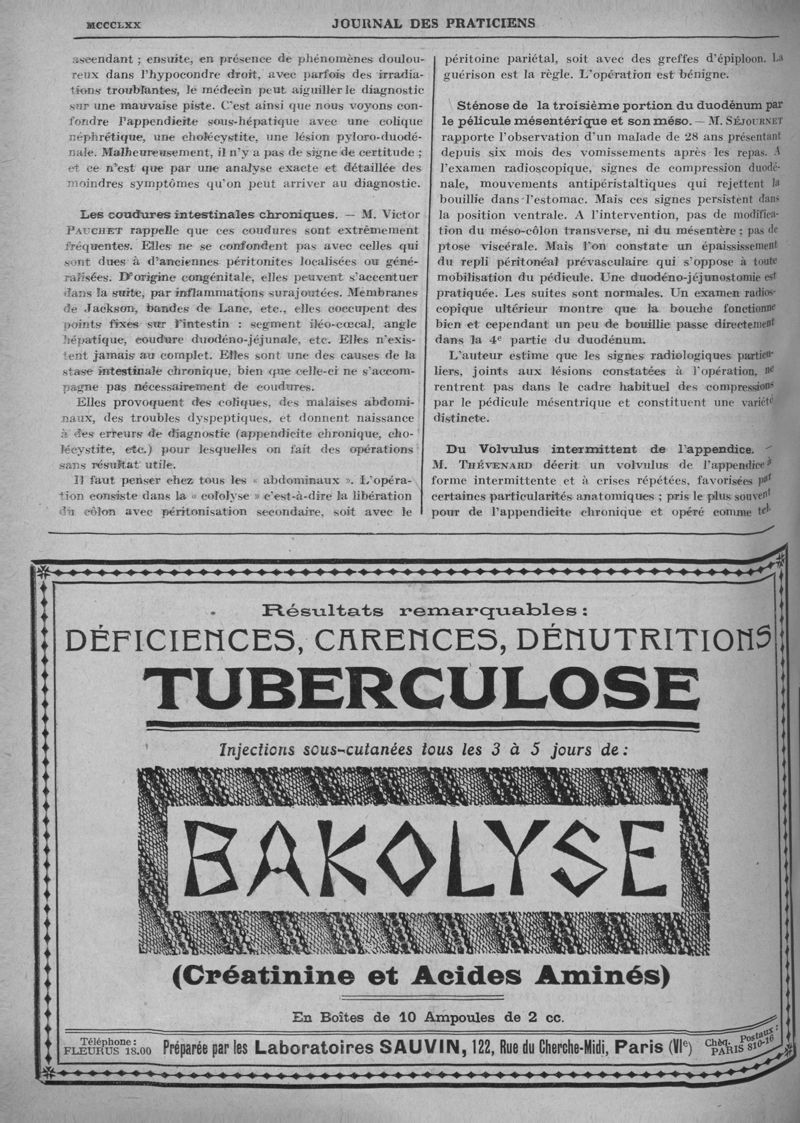 MCCCLXX
JOURNAL DES PRATICIENS
ascendant ; ensuite, en présence de phénomènes doulou-
reux dans l'hypocondre droit, avec parfois des irradia-
tions troublantes, le médecin peut aiguiller le diagnostic
sur une mauvaise piste. C'est ainsi que nous voyons con-
fondre l'appendicite sous-hépatique avec une colique
néphrétique, une cholécystite, une lésion pyloro-duodé-
nale. Malheureusement, il n'y a pas de signe de certitude ;
et ce n'est que par une analyse exacte et détaillée des
moindres symptômes qu'on peut arriver au diagnostic.
Les coudures intestinales chroniques. — M. Victor
PAUCHET rappelle que ces coudures sont extrêmement
fréquentes. Elles ne se confondent pas avec celles qui
sont dues à d'anciennes péritonites localisées ou géné-
ralisées. D'origine congénitale, elles peuvent s'accentuer
dans la suite, par inflammations surajoutées. Membranes
de Jackson, bandes de Lane, etc., elles occupent des
points fixes sur l'intestin : segment iléo-cœcal, angle
hépatique, coudure duodéno-jéjunale, etc. Elles n'exis-
tent jamais au complet. Elles sont une des causes de la
stase intestinale chronique, bien que celle-ci ne s'accom-
pagne pas nécessairement de coudures.
Elles provoquent des coliques, des malaises abdomi-
naux, des troubles dyspeptiques, et donnent naissance
à des erreurs de diagnostic (appendicite chronique, cho-
lécystite, etc.) pour lesquelles on fait des opérations
sans résultat utile.
Il faut penser chez tous les « abdominaux ». L'opéra-
tion consiste dans la « cololyse » c'est-à-dire la libération
du côlon avec péritonisation secondaire, soit avec le
péritoine pariétal, soit avec des greffes d'épiploon. La
guérison est la règle. L'opération est bénigne.
Sténose de la troisième portion du duodénum par
le pélicule mésentérique et son méso. — M. SÉJOURNET
rapporte l'observation d'un malade de 28 ans présentant
depuis six mois des vomissements après les repas. A
l'examen radioscopique, signes de compression duodé-
nale, mouvements antipéristaltiques qui rejettent la
bouillie dans l'estomac. Mais ces signes persistent dans
la position ventrale. A l'intervention, pas de modifica-
tion du méso-côlon transverse, ni du mésentère ; pas de
ptose viscérale. Mais l'on constate un épaississement
du repli péritonéal prévasculaire qui s'oppose à toute
mobilisation du pédicule. Une duodéno-jéjunostomie est
pratiquée. Les suites sont normales. Un examen radios-
copique ultérieur montre que la bouche fonctionne
bien et cependant un peu de bouillie passe directement
dans la 4e partie du duodénum.
L'auteur estime que les signes radiologiques particu-
liers, joints aux lésions constatées à l'opération, ne
rentrent pas dans le cadre habituel des compressions
par le pédicule mésentrique et constituent une variété
distincte.
Du Volvulus intermittent de l'appendice. —
M. THÉVENARD décrit un volvulus de l'appendice à
forme intermittente et à crises répétées, favorisées par
certaines particularités anatomiques ; pris le plus souvent
pour de l'appendicite chronique et opéré comme tel.
Résultats remarquables :
DÉFICIENCES, CARENCES, DÉNUTRITIONS
TUBERCULOSE
Injections sous-cutanées tous les 3 à 5 jours de :
BAKOLYSE
(Créatinine et Acides Aminés)
En Boîtes de 10 Ampoules de 2 cc.
Téléphone :
FLEURUS 18.00
Préparée par les Laboratoires SAUVIN, 122, Rue du Cherche-Midi, Paris (VIe)
Chèq. Postaux :
PARIS 810-16